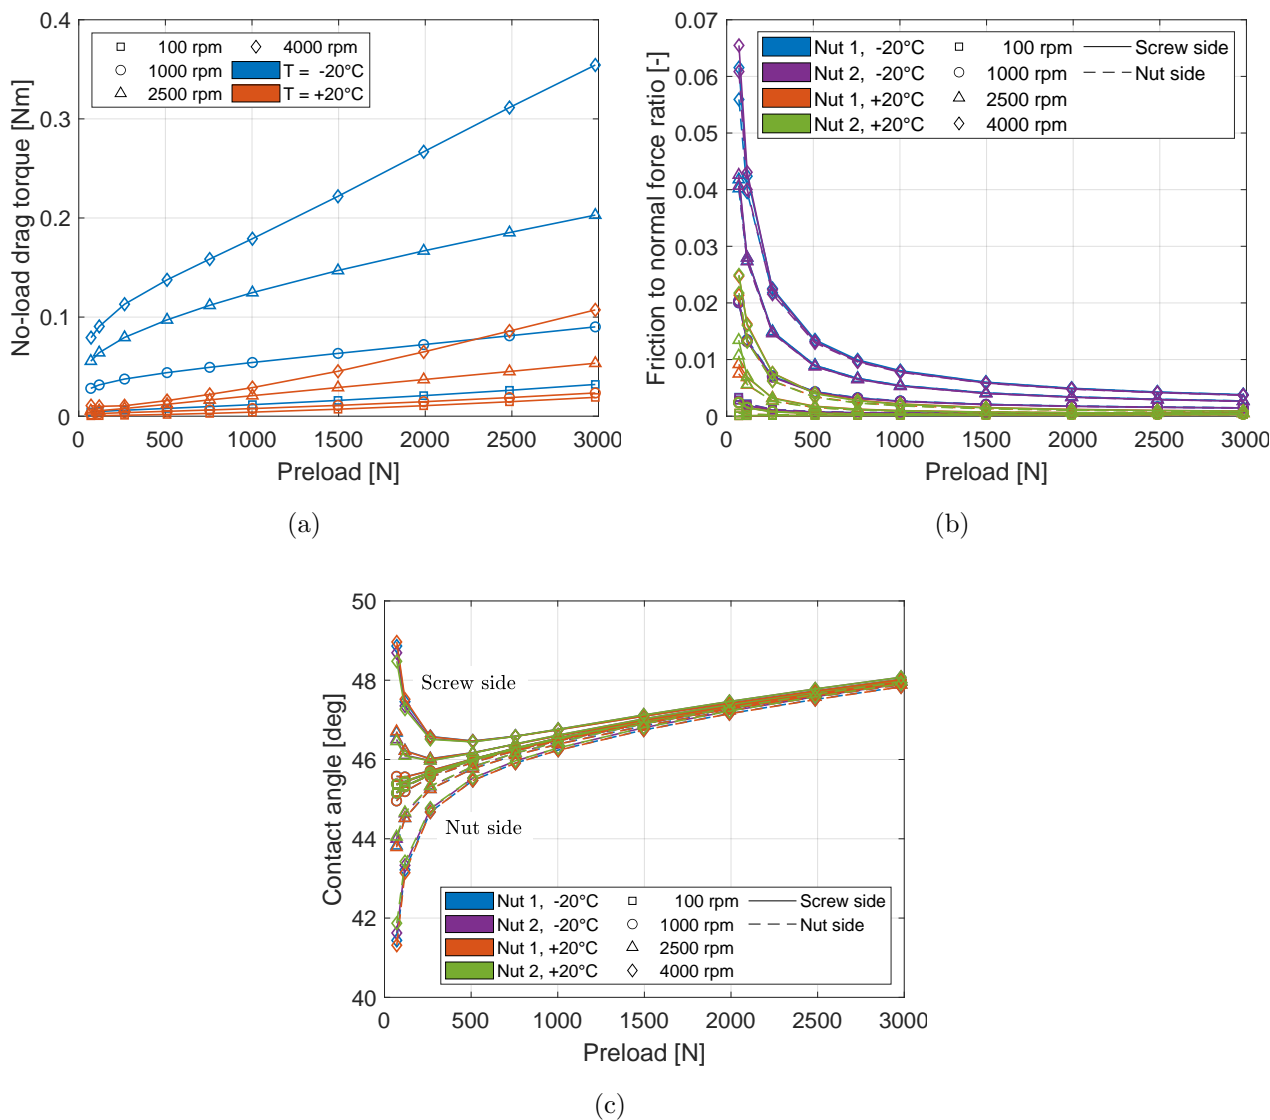 0.4
0.3
0.2
0.1
0
No-load drag torque [Nm]
100 rpm
1000 rpm
2500 rpm
4000 rpm
T = -20°C
T = +20°C
0 500 1000 1500 2000 2500 3000
Preload [N]
(a)
0.07
0.06
0.05
0.04
0.03
0.02
0.01
0
Friction to normal force ratio [-]
Nut 1, -20°C
Nut 2, -20°C
Nut 1, +20°C
Nut 2, +20°C
100 rpm
1000 rpm
2500 rpm
4000 rpm
Screw side
Nut side
0 500 1000 1500 2000 2500 3000
Preload [N]
(b)
50
48
46
44
42
40
Contact angle [deg]
Screw side
Nut side
Nut 1, -20°C
Nut 2, -20°C
Nut 1, +20°C
Nut 2, +20°C
100 rpm
1000 rpm
2500 rpm
4000 rpm
Screw side
Nut side
0 500 1000 1500 2000 2500 3000
Preload [N]
(c)